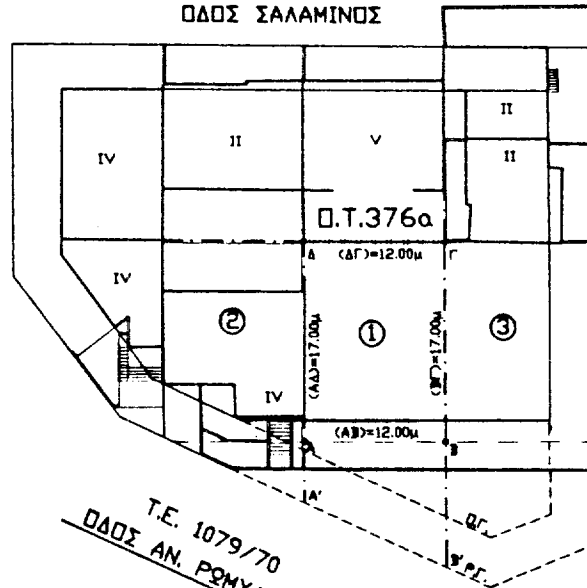 ΟΔΟΣ ΣΑΛΑΜΙΝΟΣ
IV
II
V
II
II
Ο.Τ.376α
Δ
(ΔΓ)=12.00μ
Γ
IV
2
(ΑΔ)=17.00μ
1
(ΒΓ)=17.00μ
3
IV
(ΑΒ)=12.00μ
Β
Α'
Ο.Γ.
Β'
Ρ.Γ.
Τ.Ε. 1079/70
ΟΔΟΣ ΑΝ.